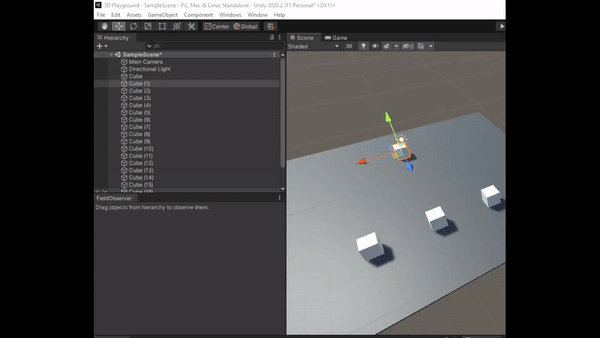 3D Playground - SampleScene - PC, Mac & Linux Standalone - Unity 2020.2.1f1 Personal* <DX11>
File Edit Assets GameObject Component Windows Window Help
Center Global
Hierarchy
All
SampleScene*
Main Camera
Directional Light
Cube
Cube (1)
Cube (2)
Cube (3)
Cube (4)
Cube (5)
Cube (6)
Cube (7)
Cube (8)
Cube (9)
Cube (10)
Cube (11)
Cube (12)
Cube (13)
Cube (14)
Cube (15)
FieldObserver
Drag objects from hierarchy to observe them.
Scene Game
Shaded 2D 0